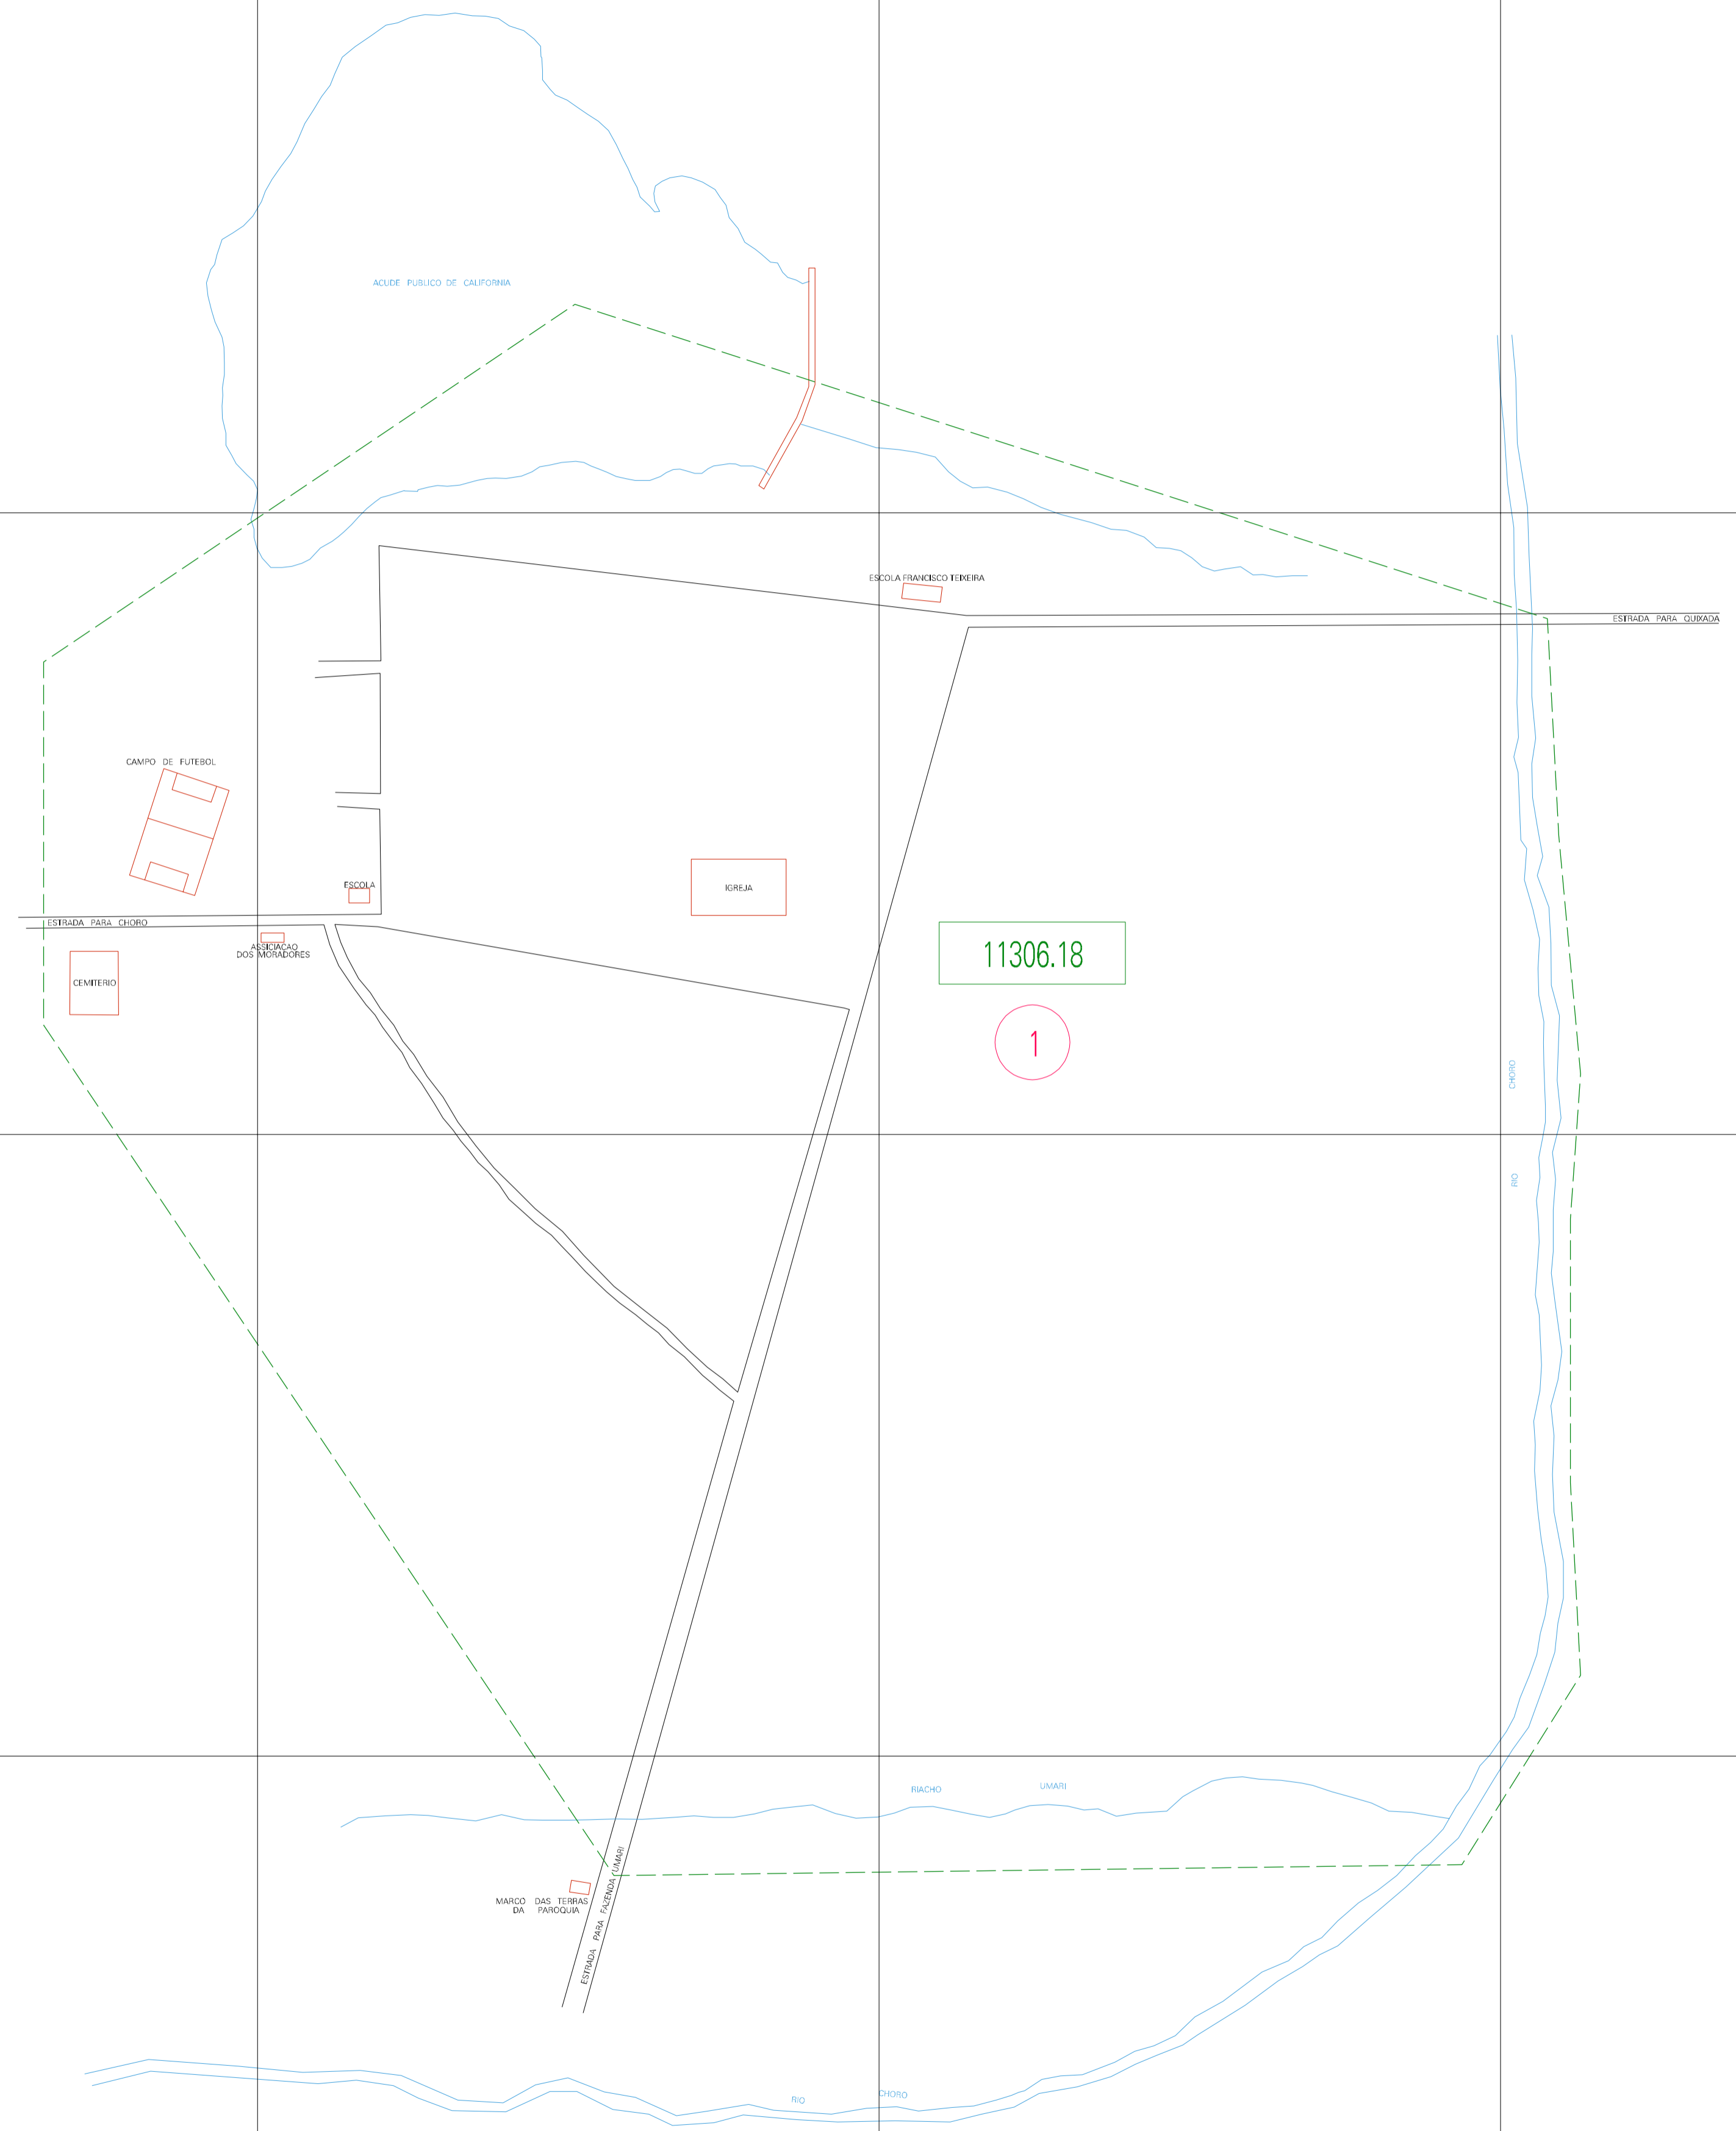 ACUDE PUBLICO DE CALIFORNIA
ESCOLA FRANCISCO TEIXEIRA
ESTRADA PARA QUIXADA
CAMPO DE FUTEBOL
ESCOLA
IGREJA
ESTRADA PARA CHORO
ASSICIACAO
DOS MORADORES
CEMITERIO
11306.18
1
CHORO
RIO
RIACHO UMARI
ESTRADA PARA FAZENDA UMARI
MARCO DAS TERRAS
DA PAROQUIA
RIO CHORO